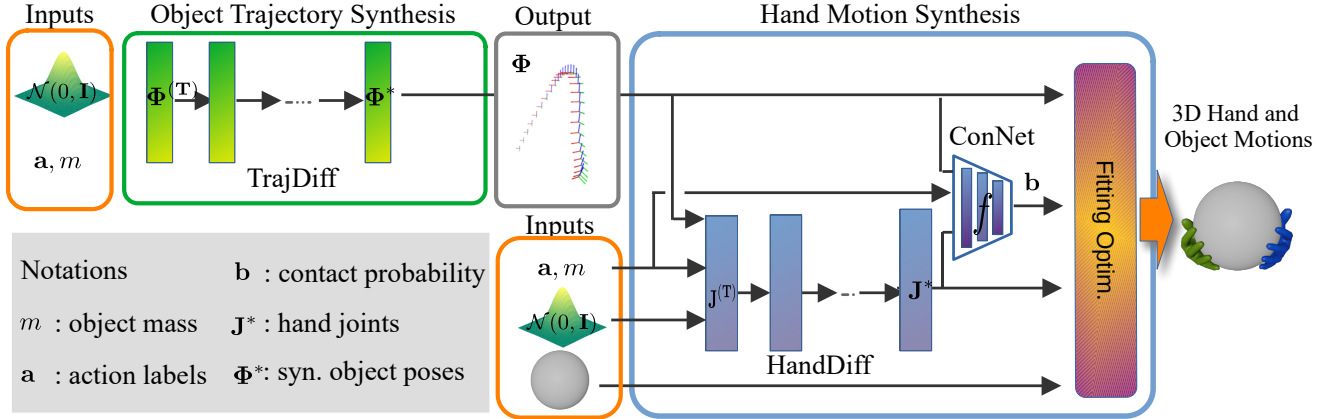 Inputs
Object Trajectory Synthesis
Output
Hand Motion Synthesis
𝒩(0, I)
a, m
Φ(T)
Φ*
TrajDiff
Φ
ConNet
f
b
Fitting Optim.
3D Hand and
Object Motions
Inputs
a, m
𝒩(0, I)
J(T)
J*
HandDiff
Notations
b : contact probability
m : object mass
J* : hand joints
a : action labels
Φ*: syn. object poses